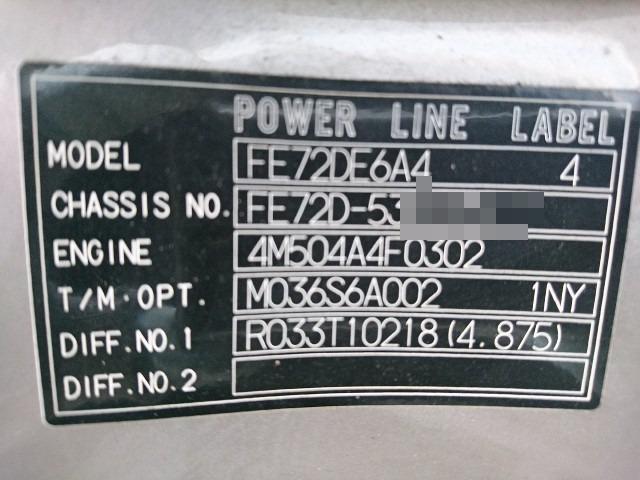 POWER LINE LABEL
MODEL FE72DE6A4 4
CHASSIS NO. FE72D-53
ENGINE 4M504A4F0302
T/M·OPT. M036S6A002 1NY
DIFF.NO.1 R033T10218(4.875)
DIFF.NO.2